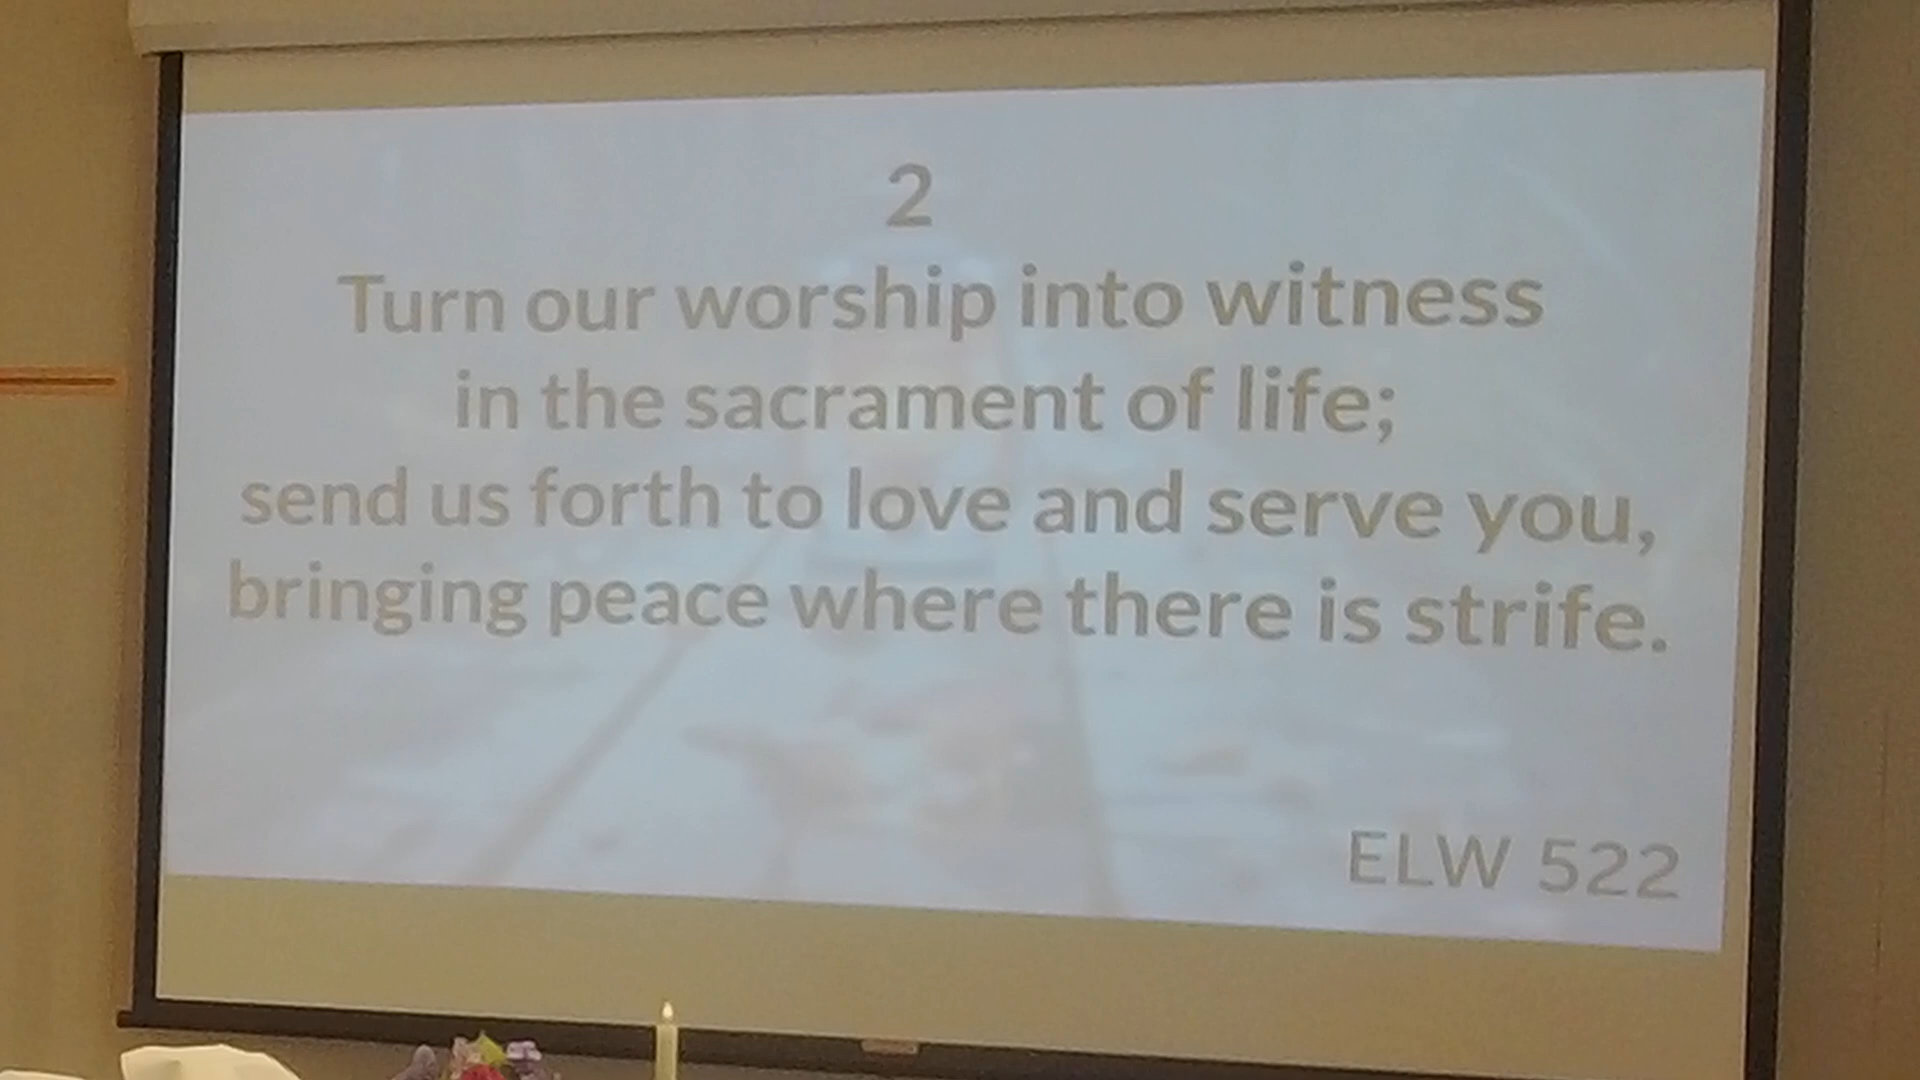 2
Turn our worship into witness
in the sacrament of life;
send us forth to love and serve you,
bringing peace where there is strife.
ELW 522